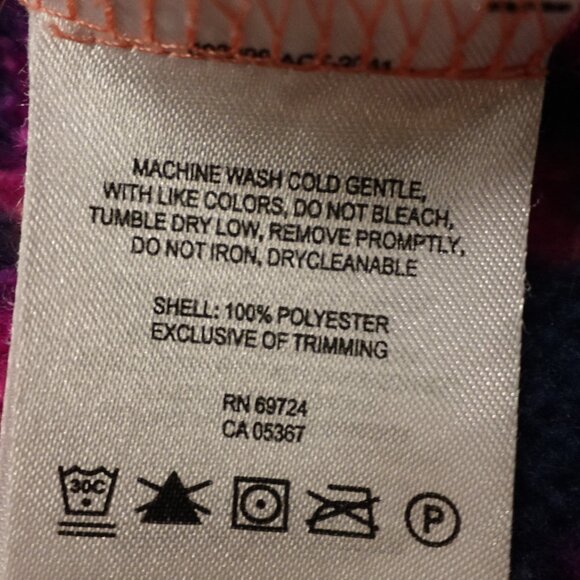 MACHINE WASH COLD GENTLE,
WITH LIKE COLORS, DO NOT BLEACH,
TUMBLE DRY LOW, REMOVE PROMPTLY,
DO NOT IRON, DRYCLEANABLE
SHELL: 100% POLYESTER
EXCLUSIVE OF TRIMMING
RN 69724
CA 05367
30C P